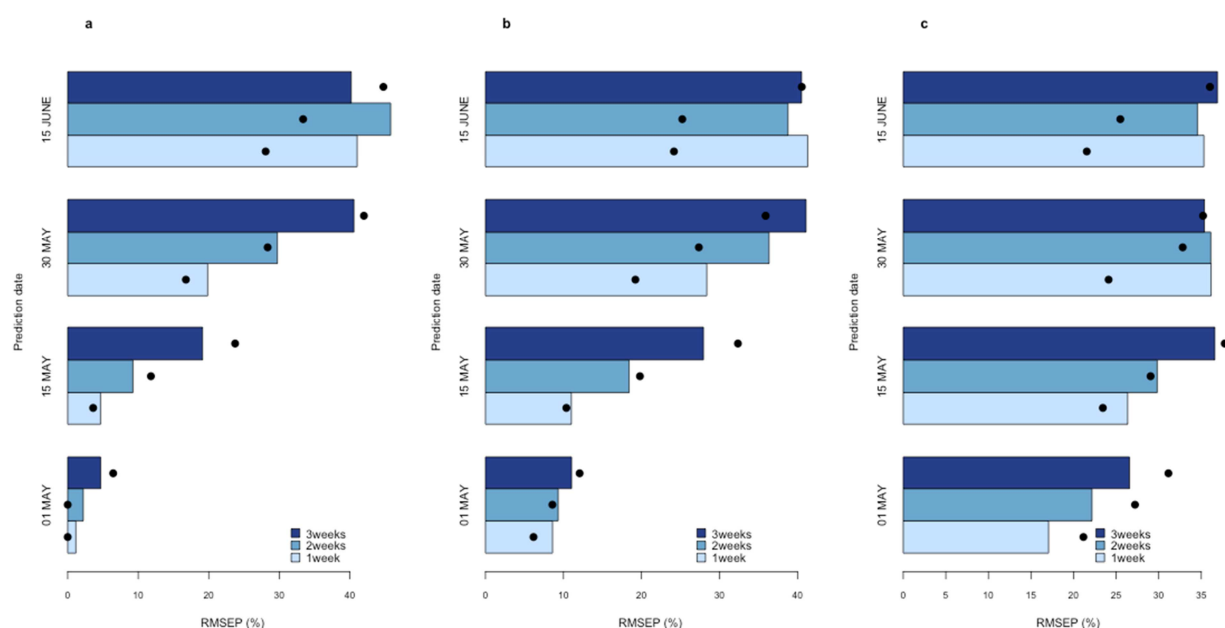 a
Prediction date
15 JUNE
30 MAY
15 MAY
01 MAY
3weeks
2weeks
1week
0 10 20 30 40
RMSEP (%)
b
Prediction date
15 JUNE
30 MAY
15 MAY
01 MAY
3weeks
2weeks
1week
0 10 20 30 40
RMSEP (%)
c
Prediction date
15 JUNE
30 MAY
15 MAY
01 MAY
3weeks
2weeks
1week
0 5 10 15 20 25 30 35
RMSEP (%)